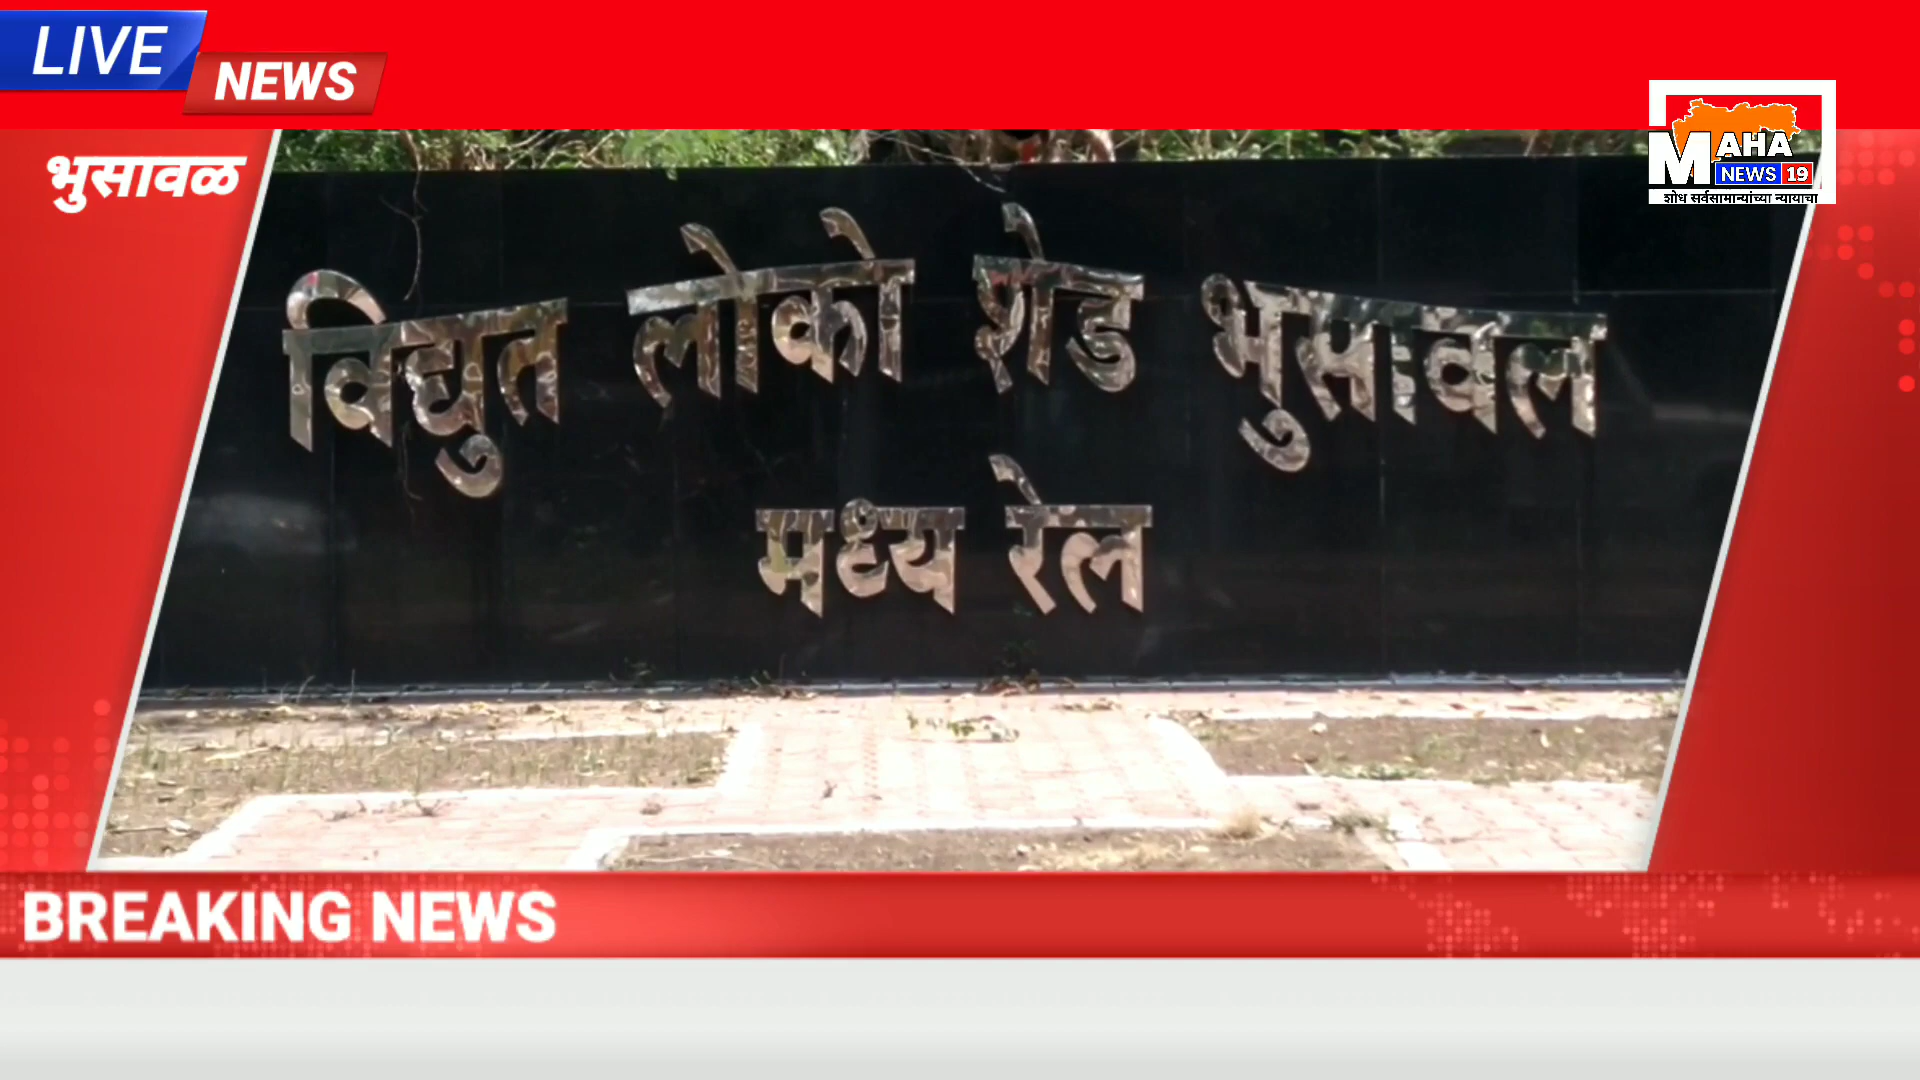 LIVE
NEWS
MAHA
NEWS 19
शोध सर्वसामान्यांच्या न्यायाचा
भुसावळ
विद्युत लोको शेड भुसावल
मध्य रेल
BREAKING NEWS